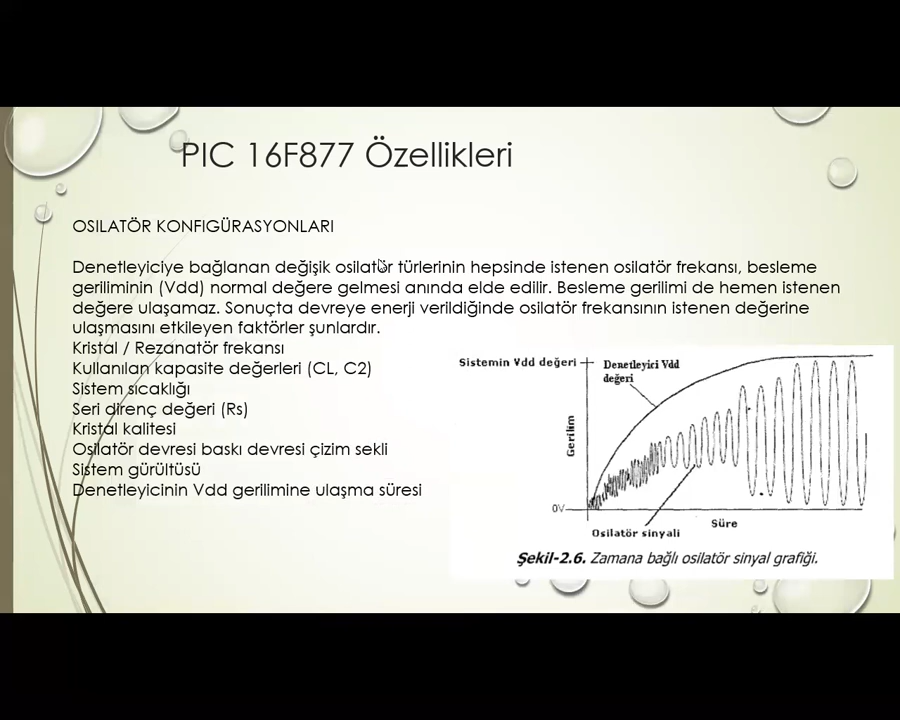 PIC 16F877 Özellikleri
OSILATÖR KONFIGÜRASYONLARI
Denetleyiciye bağlanan değişik osilatör türlerinin hepsinde istenen osilatör frekansı, besleme
geriliminin (Vdd) normal değere gelmesi anında elde edilir. Besleme gerilimi de hemen istenen
değere ulaşamaz. Sonuçta devreye enerji verildiğinde osilatör frekansının istenen değerine
ulaşmasını etkileyen faktörler şunlardır.
Kristal / Rezanatör frekansı
Kullanılan kapasite değerleri (CL, C2)
Sistem sıcaklığı
Seri direnç değeri (Rs)
Kristal kalitesi
Osilatör devresi baskı devresi çizim sekli
Sistem gürültüsü
Denetleyicinin Vdd gerilimine ulaşma süresi
Sistemin Vdd değeri
Denetleyici Vdd
değeri
Gerilim
0V
Süre
Osilatör sinyali
Şekil-2.6. Zamana bağlı osilatör sinyal grafiği.